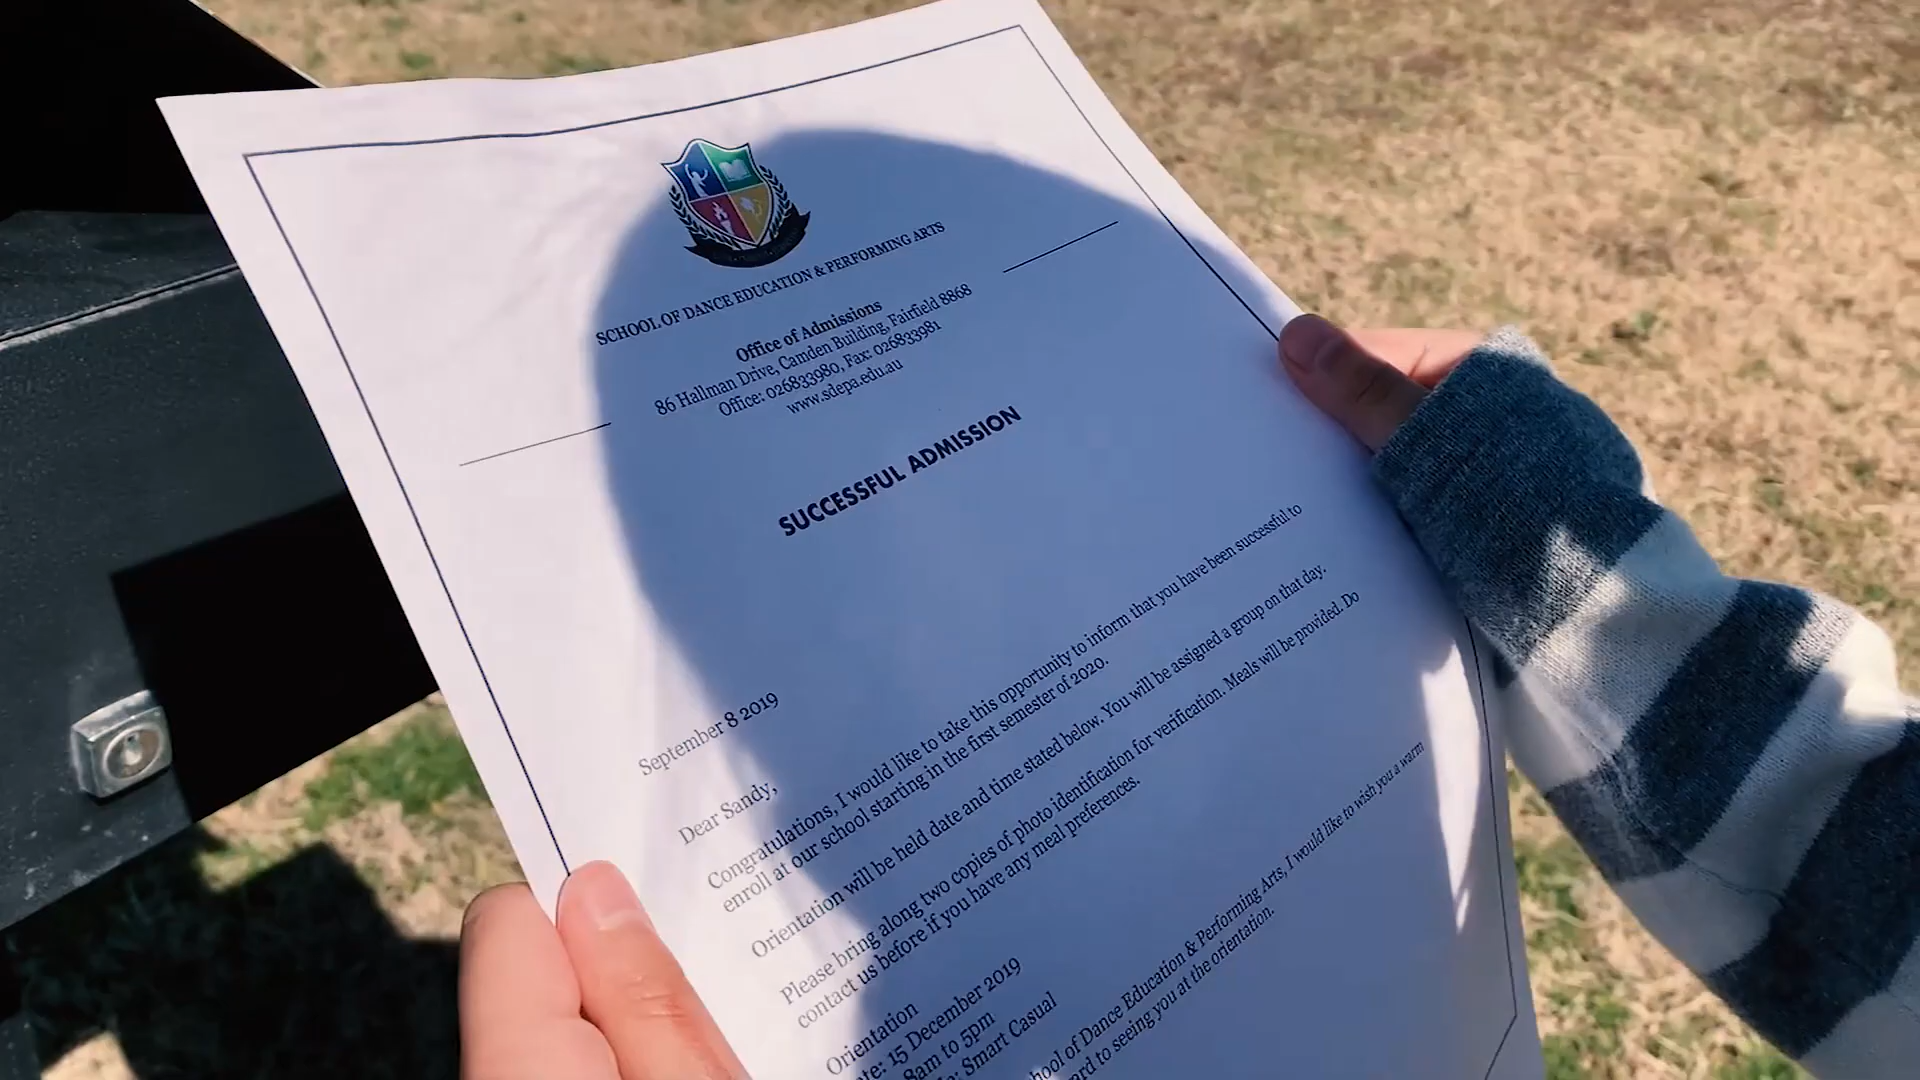 SCHOOL OF DANCE EDUCATION & PERFORMING ARTS
Office of Admissions
86 Hallman Drive, Camden Building, Fairfield 8868
Office: 026833980, Fax: 026833981
www.sdepa.edu.au
SUCCESSFUL ADMISSION
September 8 2019
Dear Sandy,
Congratulations, I would like to take this opportunity to inform that you have been successful to
enroll at our school starting in the first semester of 2020.
Orientation will be held date and time stated below. You will be assigned a group on that day.
Please bring along two copies of photo identification for verification. Meals will be provided. Do
contact us before if you have any meal preferences.
Orientation
15 December 2019
8am to 5pm
Smart Casual
of Dance Education & Performing Arts, I would like to wish you a warm
to seeing you at the orientation.